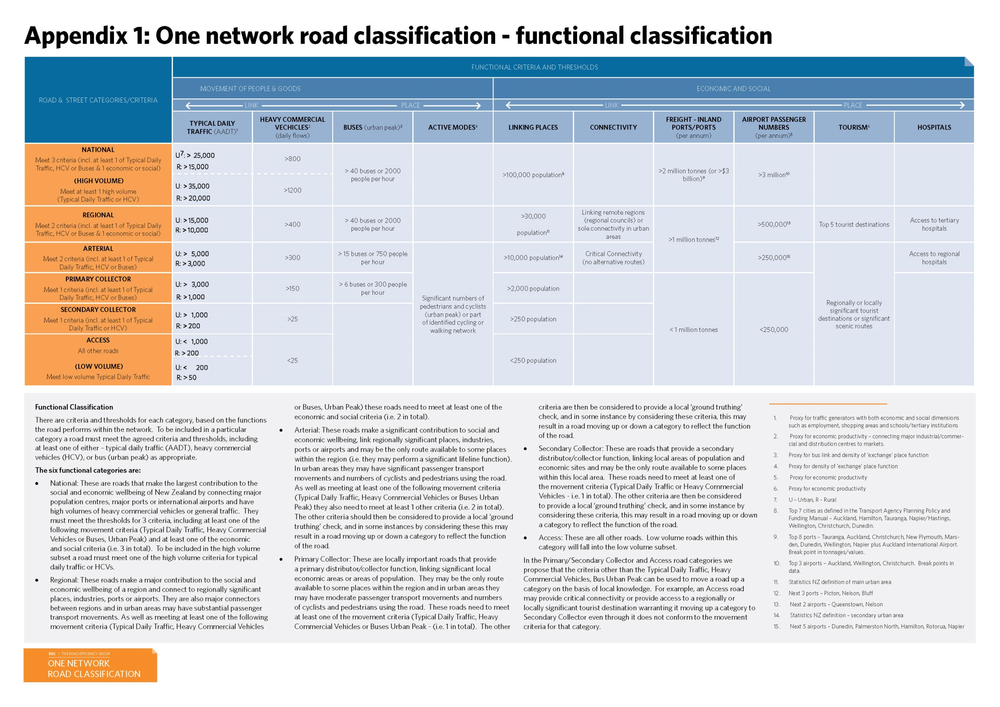 Appendix 1: One network road classification - functional classification
ROAD & STREET CATEGORIES/CRITERIA
FUNCTIONAL CRITERIA AND THRESHOLDS
MOVEMENT OF PEOPLE & GOODS
ECONOMIC AND SOCIAL
LINK
PLACE
LINK
PLACE
TYPICAL DAILY
TRAFFIC (AADT)¹
HEAVY COMMERCIAL
VECHICLES²
(daily flows)
BUSES (urban peak)³
ACTIVE MODES⁴
LINKING PLACES
CONNECTIVITY
FREIGHT - INLAND
PORTS/PORTS
(per annum)
AIRPORT PASSENGER
NUMBERS
(per annum)⁵
TOURISM⁶
HOSPITALS
NATIONAL
Meet 3 criteria (incl. at least 1 of Typical Daily
Traffic, HCV or Buses & 1 economic or social)
(HIGH VOLUME)
Meet at least 1 high volume
(Typical Daily Traffic or HCV)
U⁷: > 25,000
R: > 15,000
U: > 35,000
R: > 20,000
>800
>1200
> 40 buses or 2000
people per hour
>100,000 population⁸
>2 million tonnes (or >$3
billion)⁹
>3 million¹⁰
REGIONAL
Meet 2 criteria (incl. at least 1 of Typical Daily
Traffic, HCV or Buses & 1 economic or social)
U: > 15,000
R: > 10,000
>400
> 40 buses or 2000
people per hour
>30,000
population¹¹
Linking remote regions
(regional councils) or
sole connectivity in urban
areas
>1 million tonnes¹²
>500,000¹³
Top 5 tourist destinations
Access to tertiary
hospitals
ARTERIAL
Meet 2 criteria (incl. at least 1 of Typical
Daily Traffic, HCV or Buses)
U: > 5,000
R: > 3,000
>300
> 15 buses or 750 people
per hour
>10,000 population¹⁴
Critical Connectivity
(no alternative routes)
>250,000¹⁵
Access to regional
hospitals
PRIMARY COLLECTOR
Meet 1 criteria (incl. at least 1 of Typical
Daily Traffic, HCV or Buses)
U: > 3,000
R: > 1,000
>150
> 6 buses or 300 people
per hour
Significant numbers of
pedestrians and cyclists
(urban peak) or part
of identified cycling or
walking network
>2,000 population
Regionally or locally
significant tourist
destinations or significant
scenic routes
SECONDARY COLLECTOR
Meet 1 criteria (incl. at least 1 of Typical
Daily Traffic or HCV)
U: > 1,000
R: > 200
>25
>250 population
< 1 million tonnes
<250,000
ACCESS
All other roads
(LOW VOLUME)
Meet low volume Typical Daily Traffic
U: < 1,000
R: > 200
U: < 200
R: > 50
<25
<250 population
Functional Classification
There are criteria and thresholds for each category, based on the functions
the road performs within the network. To be included in a particular
category a road must meet the agreed criteria and thresholds, including
at least one of either - typical daily traffic (AADT), heavy commercial
vehicles (HCV), or bus (urban peak) as appropriate.
The six functional categories are:
• National: These are roads that make the largest contribution to the
social and economic wellbeing of New Zealand by connecting major
population centres, major ports or international airports and have
high volumes of heavy commercial vehicles or general traffic. They
must meet the thresholds for 3 criteria, including at least one of the
following movement criteria (Typical Daily Traffic, Heavy Commercial
Vehicles or Buses, Urban Peak) and at least one of the economic
and social criteria (i.e. 3 in total). To be included in the high volume
subset a road must meet one of the high volume criteria for typical
daily traffic or HCVs.
• Regional: These roads make a major contribution to the social and
economic wellbeing of a region and connect to regionally significant
places, industries, ports or airports. They are also major connectors
between regions and in urban areas may have substantial passenger
transport movements. As well as meeting at least one of the following
movement criteria (Typical Daily Traffic, Heavy Commercial Vehicles
or Buses, Urban Peak) these roads need to meet at least one of the
economic and social criteria (i.e. 2 in total).
• Arterial: These roads make a significant contribution to social and
economic wellbeing, link regionally significant places, industries,
ports or airports and may be the only route available to some places
within the region (i.e. they may perform a significant lifeline function).
In urban areas they may have significant passenger transport
movements and numbers of cyclists and pedestrians using the road.
As well as meeting at least one of the following movement criteria
(Typical Daily Traffic, Heavy Commercial Vehicles or Buses Urban
Peak) they also need to meet at least 1 other criteria (i.e. 2 in total).
The other criteria should then be considered to provide a local ‘ground
truthing’ check, and in some instances by considering these this may
result in a road moving up or down a category to reflect the function
of the road.
• Primary Collector: These are locally important roads that provide
a primary distributor/collector function, linking significant local
economic areas or areas of population. They may be the only route
available to some places within the region and in urban areas they
may have moderate passenger transport movements and numbers
of cyclists and pedestrians using the road. These roads need to meet
at least one of the movement criteria (Typical Daily Traffic, Heavy
Commercial Vehicles or Buses Urban Peak - (i.e. 1 in total). The other
criteria are then be considered to provide a local ‘ground truthing’
check, and in some instance by considering these criteria, this may
result in a road moving up or down a category to reflect the function
of the road.
• Secondary Collector: These are roads that provide a secondary
distributor/collector function, linking local areas of population and
economic sites and may be the only route available to some places
within this local area. These roads need to meet at least one of
the movement criteria (Typical Daily Traffic or Heavy Commercial
Vehicles - i.e. 1 in total). The other criteria are then be considered
to provide a local ‘ground truthing’ check, and in some instance by
considering these criteria, this may result in a road moving up or down
a category to reflect the function of the road.
• Access: These are all other roads. Low volume roads within this
category will fall into the low volume subset.
In the Primary/Secondary Collector and Access road categories we
propose that the criteria other than the Typical Daily Traffic, Heavy
Commercial Vehicles, Bus Urban Peak can be used to move a road up a
category on the basis of local knowledge. For example, an Access road
may provide critical connectivity or provide access to a regionally or
locally significant tourist destination warranting it moving up a category to
Secondary Collector even through it does not conform to the movement
criteria for that category.
1. Proxy for traffic generators with both economic and social dimensions
such as employment, shopping areas and schools/tertiary institutions
2. Proxy for economic productivity – connecting major industrial/commer-
cial and distribution centres to markets.
3. Proxy for bus link and density of ‘exchange’ place function
4. Proxy for density of ‘exchange’ place function
5. Proxy for economic productivity
6. Proxy for economic productivity
7. U – Urban, R - Rural
8. Top 7 cities as defined in the Transport Agency Planning Policy and
Funding Manual – Auckland, Hamilton, Tauranga, Napier/Hastings,
Wellington, Christchurch, Dunedin.
9. Top 8 ports – Tauranga, Auckland, Christchurch, New Plymouth, Mars-
den, Dunedin, Wellington, Napier plus Auckland International Airport.
Break point in tonnages/values.
10. Top 3 airports – Auckland, Wellington, Christchurch. Break points in
data.
11. Statistics NZ definition of main urban area
12. Next 3 ports – Picton, Nelson, Bluff
13. Next 2 airports – Queenstown, Nelson
14. Statistics NZ definition – secondary urban area
15. Next 5 airports – Dunedin, Palmerston North, Hamilton, Rotorua, Napier
REG | THE ROAD EFFICIENCY GROUP
ONE NETWORK
ROAD CLASSIFICATION